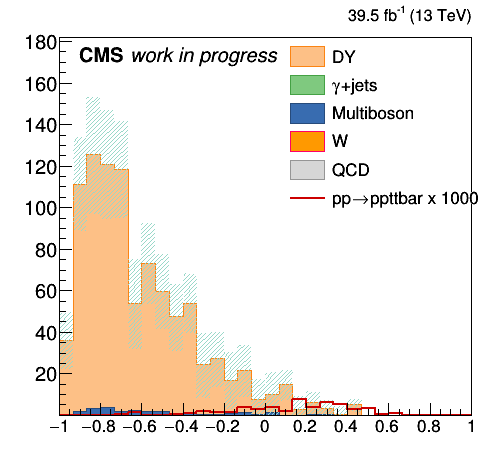 39.5 fb⁻¹ (13 TeV)
CMS work in progress
DY
γ+jets
Multiboson
W
QCD
pp→ppttbar x 1000
180
160
140
120
100
80
60
40
20
−1 −0.8 −0.6 −0.4 −0.2 0 0.2 0.4 0.6 0.8 1